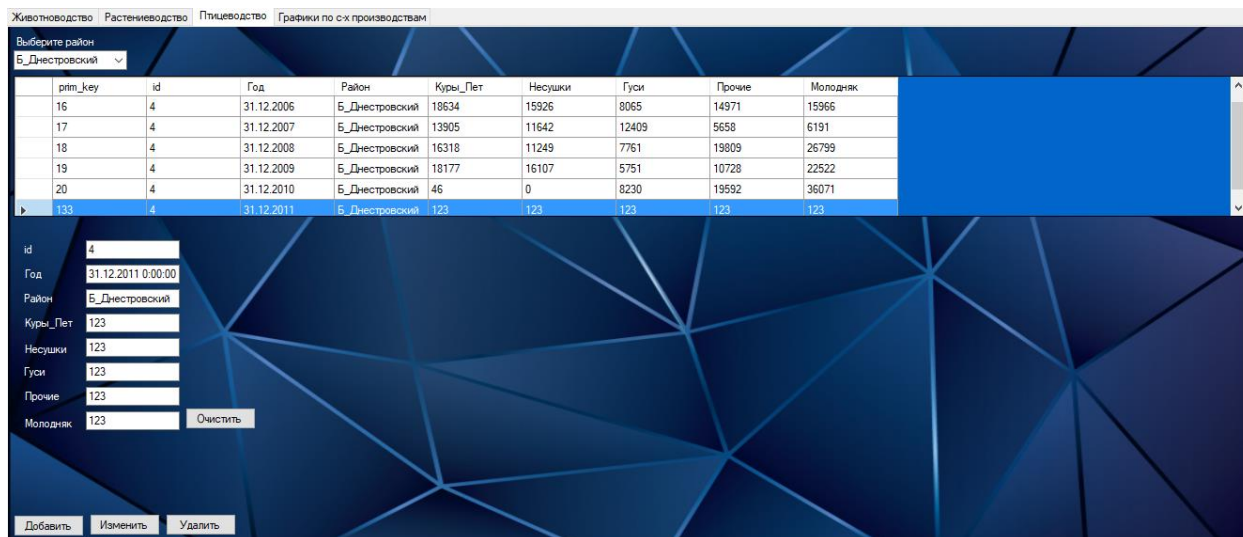 Животноводство Растениеводство Птицеводство Графики по с-х производствам
Выберите район
Б_Днестровский
prim_key id Год Район Куры_Пет Несушки Гуси Прочие Молодняк
16 4 31.12.2006 Б_Днестровский 18634 15926 8065 14971 15966
17 4 31.12.2007 Б_Днестровский 13905 11642 12409 5658 6191
18 4 31.12.2008 Б_Днестровский 16318 11249 7761 19809 26799
19 4 31.12.2009 Б_Днестровский 18177 16107 5751 10728 22522
20 4 31.12.2010 Б_Днестровский 46 0 8230 19592 36071
133 4 31.12.2011 Б_Днестровский 123 123 123 123 123
id 4
Год 31.12.2011 0:00:00
Район Б_Днестровский
Куры_Пет 123
Несушки 123
Гуси 123
Прочие 123
Молодняк 123 Очистить
Добавить Изменить Удалить